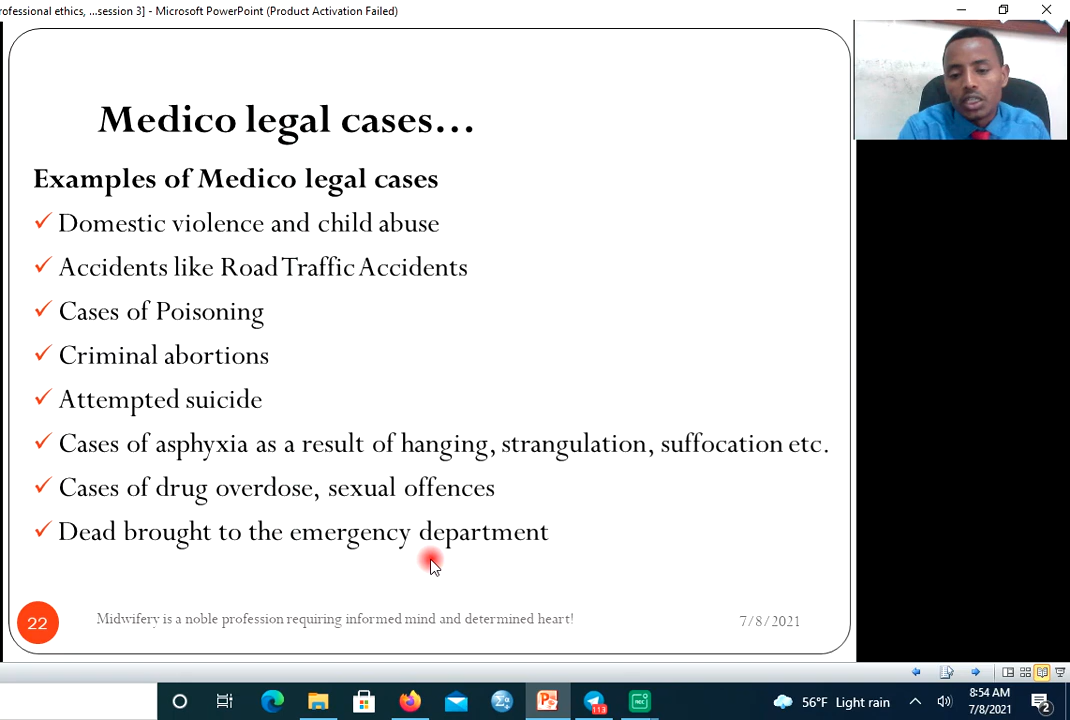 rofessional ethics, ...session 3] - Microsoft PowerPoint (Product Activation Failed)
Medico legal cases...
Examples of Medico legal cases
✓ Domestic violence and child abuse
✓ Accidents like Road Traffic Accidents
✓ Cases of Poisoning
✓ Criminal abortions
✓ Attempted suicide
✓ Cases of asphyxia as a result of hanging, strangulation, suffocation etc.
✓ Cases of drug overdose, sexual offences
✓ Dead brought to the emergency department
22 Midwifery is a noble profession requiring informed mind and determined heart! 7/8/2021
113
REC
56°F Light rain
8:54 AM
7/8/2021
2